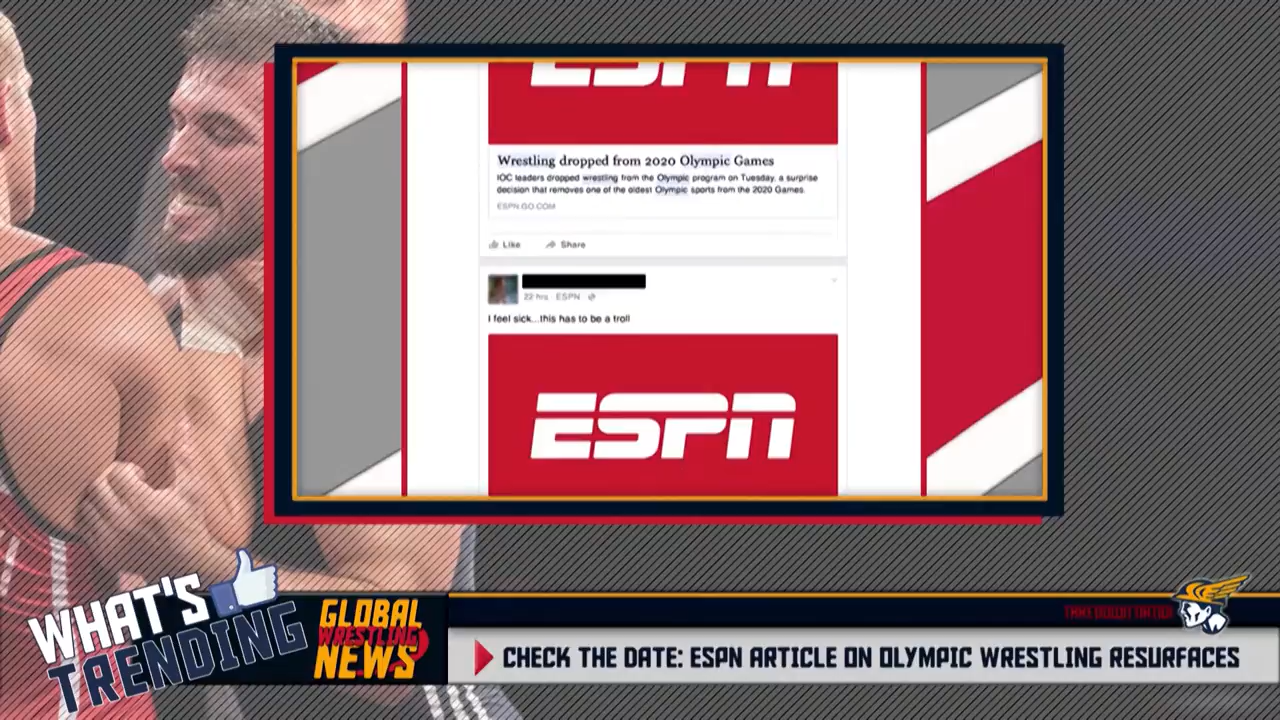 ESPN
Wrestling dropped from 2020 Olympic Games
IOC leaders dropped wrestling from the Olympic program on Tuesday, a surprise
decision that removes one of the oldest Olympic sports from the 2020 Games.
ESPN.GO.COM
Like Share
22 hrs · ESPN ·
I feel sick...this has to be a troll
ESPN
WHAT'S
TRENDING
GLOBAL
WRESTLING
NEWS
CHECK THE DATE: ESPN ARTICLE ON OLYMPIC WRESTLING RESURFACES